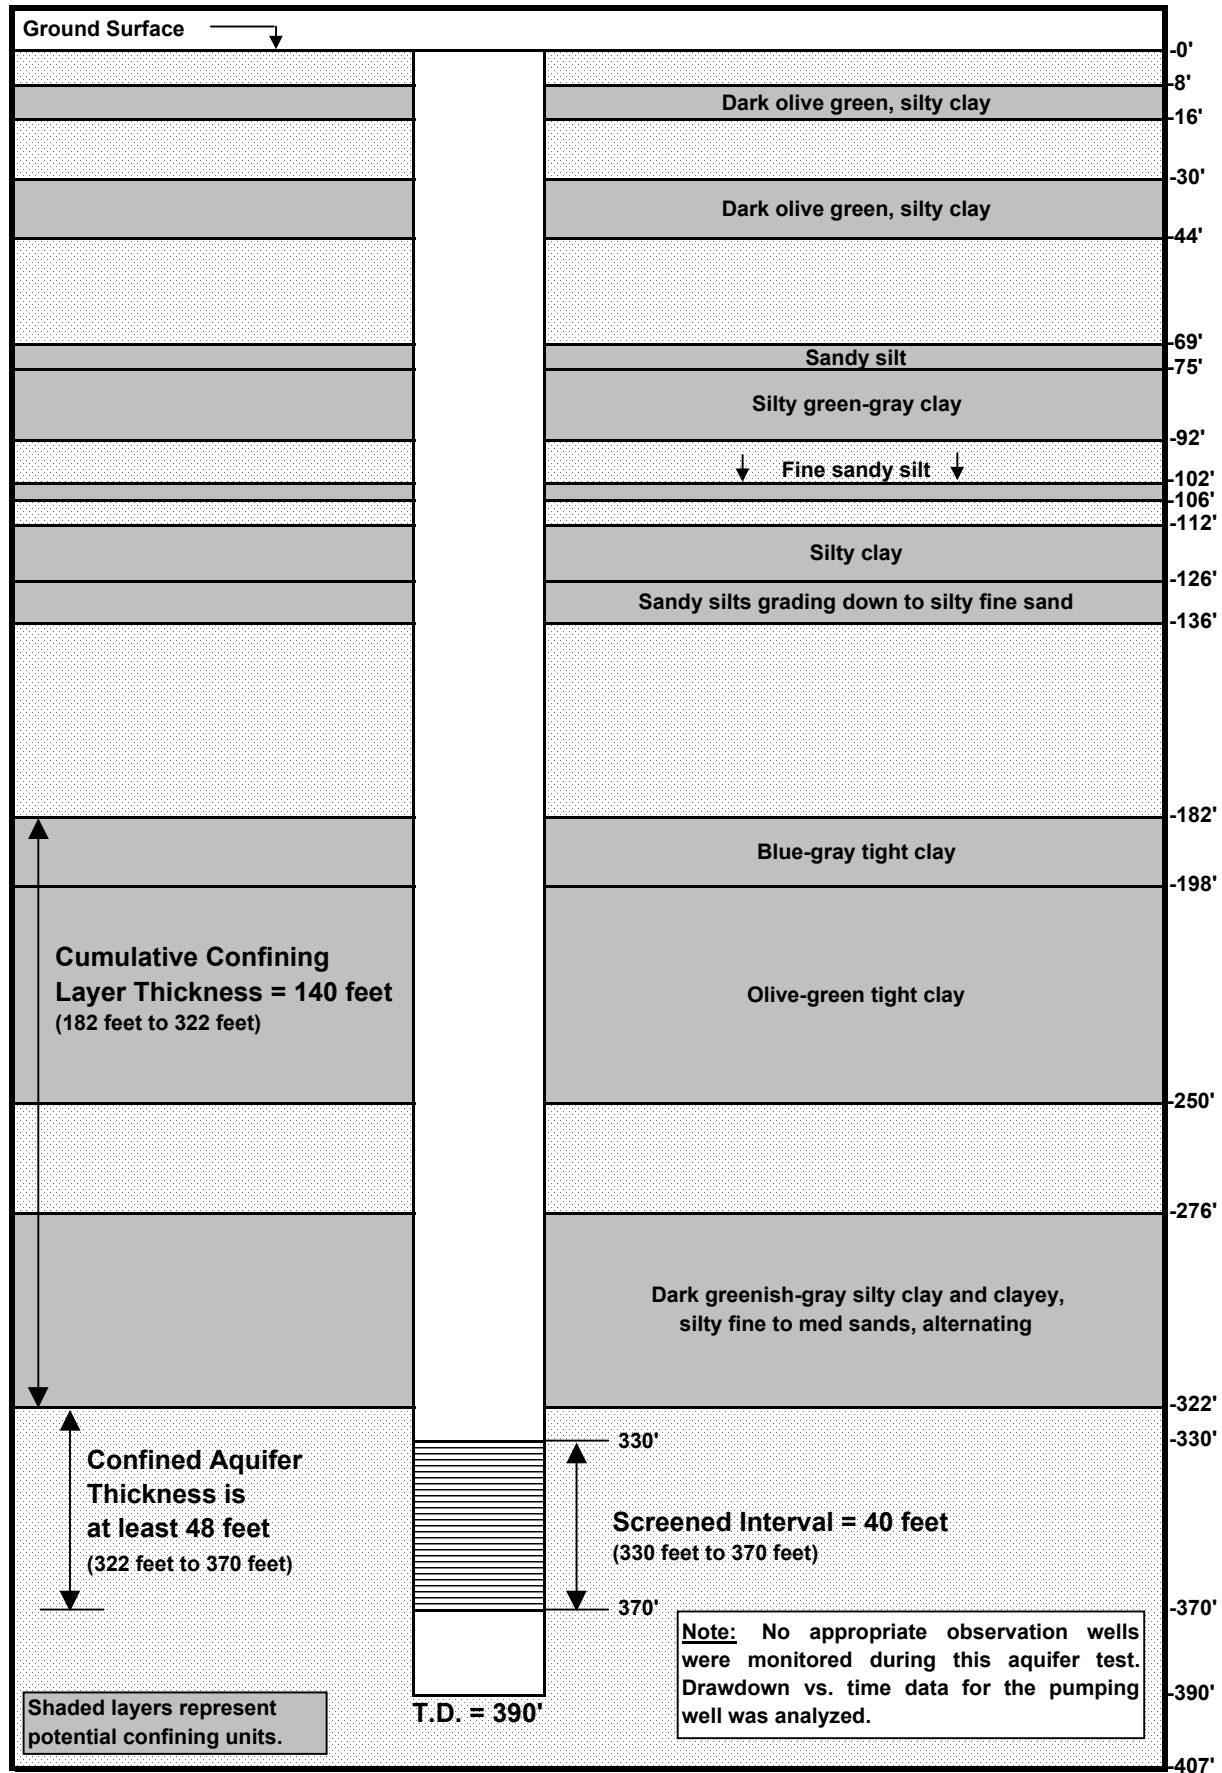 Ground Surface
-0'
-8'
Dark olive green, silty clay
-16'
-30'
Dark olive green, silty clay
-44'
-69'
Sandy silt
-75'
Silty green-gray clay
-92'
Fine sandy silt
-102'
-106'
-112'
Silty clay
-126'
Sandy silts grading down to silty fine sand
-136'
-182'
Blue-gray tight clay
-198'
Cumulative Confining
Layer Thickness = 140 feet
(182 feet to 322 feet)
Olive-green tight clay
-250'
-276'
Dark greenish-gray silty clay and clayey,
silty fine to med sands, alternating
-322'
330'
-330'
Confined Aquifer
Thickness is
at least 48 feet
(322 feet to 370 feet)
Screened Interval = 40 feet
(330 feet to 370 feet)
370'
-370'
Note: No appropriate observation wells
were monitored during this aquifer test.
Drawdown vs. time data for the pumping
well was analyzed.
-390'
T.D. = 390'
Shaded layers represent
potential confining units.
-407'